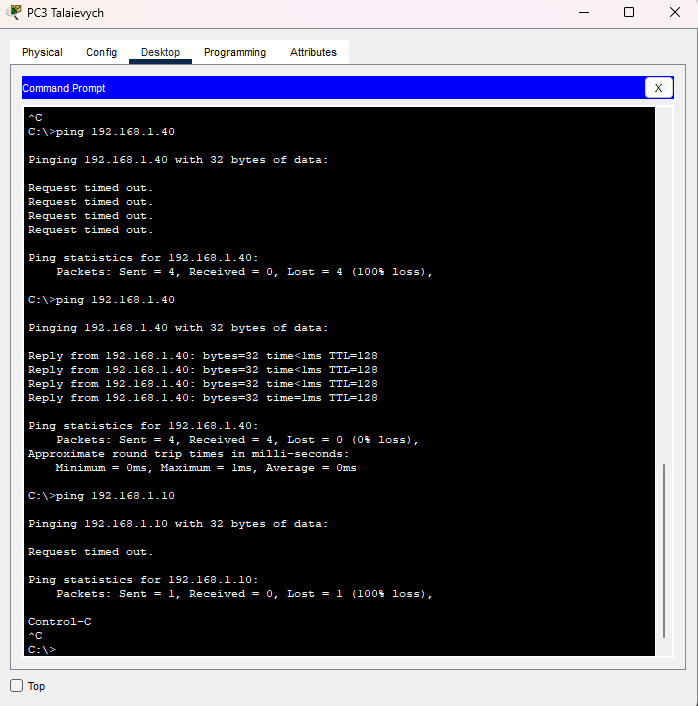 PC3 Talaievych
Physical Config Desktop Programming Attributes
Command Prompt X
^C
C:\>ping 192.168.1.40
Pinging 192.168.1.40 with 32 bytes of data:
Request timed out.
Request timed out.
Request timed out.
Request timed out.
Ping statistics for 192.168.1.40:
    Packets: Sent = 4, Received = 0, Lost = 4 (100% loss),
C:\>ping 192.168.1.40
Pinging 192.168.1.40 with 32 bytes of data:
Reply from 192.168.1.40: bytes=32 time<1ms TTL=128
Reply from 192.168.1.40: bytes=32 time<1ms TTL=128
Reply from 192.168.1.40: bytes=32 time<1ms TTL=128
Reply from 192.168.1.40: bytes=32 time=1ms TTL=128
Ping statistics for 192.168.1.40:
    Packets: Sent = 4, Received = 4, Lost = 0 (0% loss),
Approximate round trip times in milli-seconds:
    Minimum = 0ms, Maximum = 1ms, Average = 0ms
C:\>ping 192.168.1.10
Pinging 192.168.1.10 with 32 bytes of data:
Request timed out.
Ping statistics for 192.168.1.10:
    Packets: Sent = 1, Received = 0, Lost = 1 (100% loss),
Control-C
^C
C:\>
Top